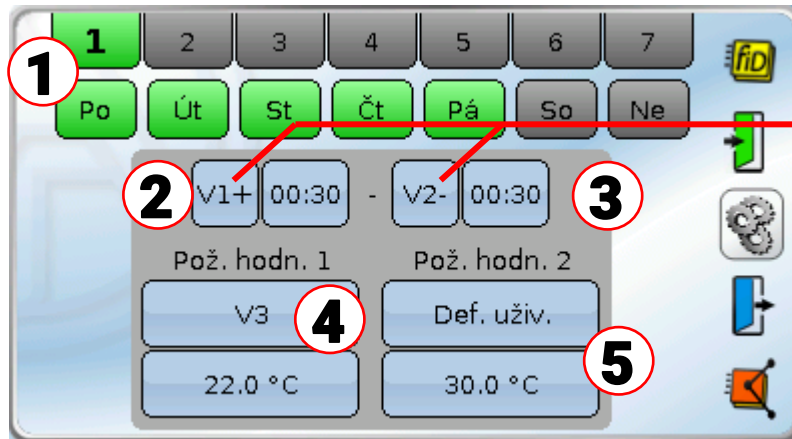 1 2 3 4 5 6 7
1
Po Út St Čt Pá So Ne
fiD
2 V1+ 00:30 - V2- 00:30 3
Pož. hodn. 1 Pož. hodn. 2
V3 4 Def. uživ.
22.0 °C 30.0 °C 5